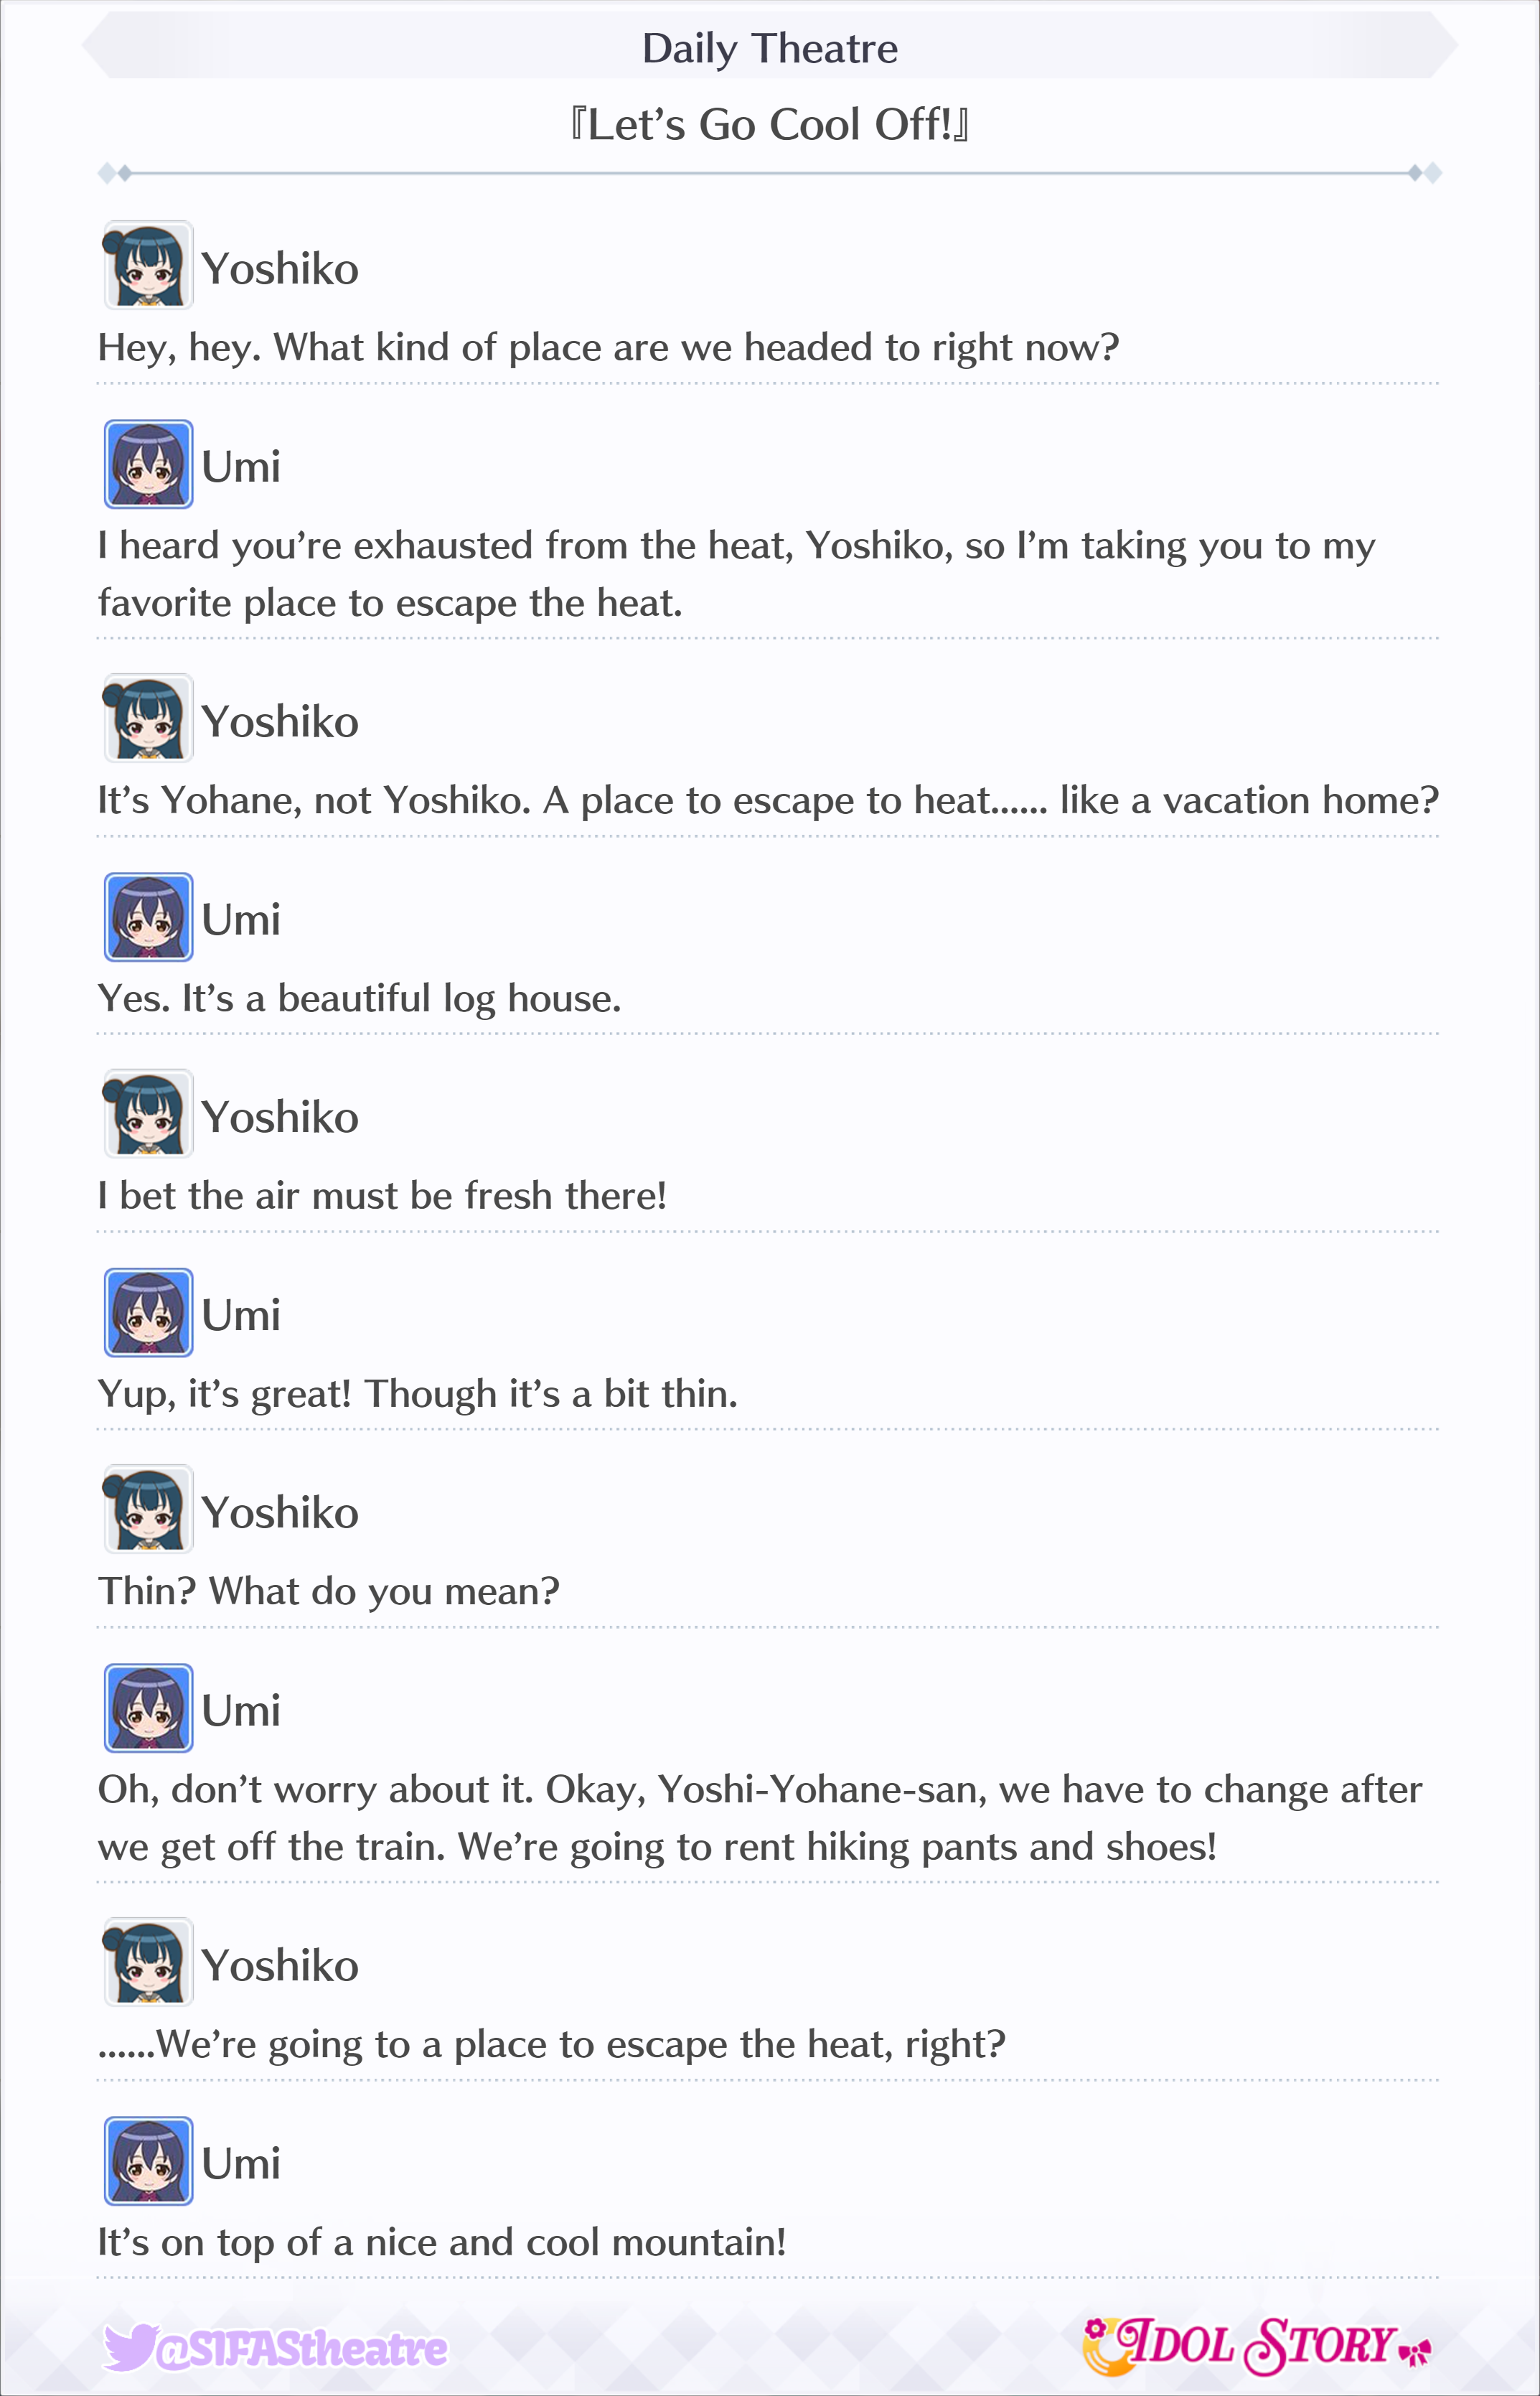 Daily Theatre
『Let’s Go Cool Off!』
Yoshiko
Hey, hey. What kind of place are we headed to right now?
Umi
I heard you’re exhausted from the heat, Yoshiko, so I’m taking you to my
favorite place to escape the heat.
Yoshiko
It’s Yohane, not Yoshiko. A place to escape to heat...... like a vacation home?
Umi
Yes. It’s a beautiful log house.
Yoshiko
I bet the air must be fresh there!
Umi
Yup, it’s great! Though it’s a bit thin.
Yoshiko
Thin? What do you mean?
Umi
Oh, don’t worry about it. Okay, Yoshi-Yohane-san, we have to change after
we get off the train. We’re going to rent hiking pants and shoes!
Yoshiko
......We’re going to a place to escape the heat, right?
Umi
It’s on top of a nice and cool mountain!
@SIFAStheatre
IDOL STORY